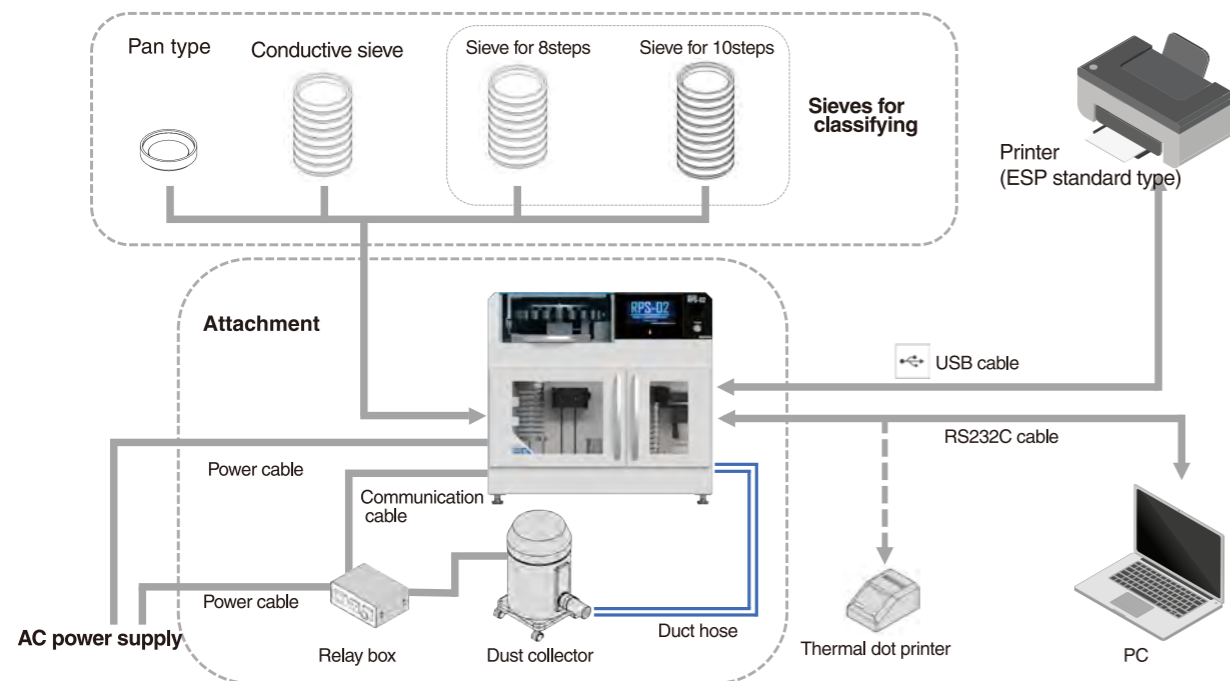 Pan type
Conductive sieve
Sieve for 8steps
Sieve for 10steps
Sieves for
classifying
Printer
(ESP standard type)
Attachment
RPS-02
RPS-02
USB cable
RS232C cable
Power cable
Communication
cable
Power cable
AC power supply
Relay box
Dust collector
Duct hose
Thermal dot printer
PC